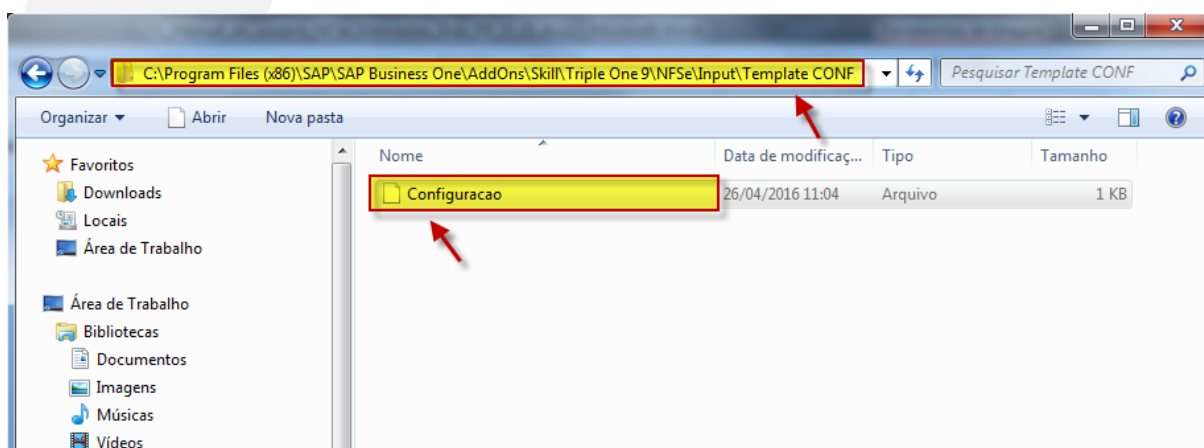 C:\Program Files (x86)\SAP\SAP Business One\AddOns\Skill\Triple One 9\NFSe\Input\Template CONF
Pesquisar Template CONF
Organizar Abrir Nova pasta
Favoritos
Downloads
Locais
Área de Trabalho
Área de Trabalho
Bibliotecas
Documentos
Imagens
Músicas
Vídeos
Nome Data de modificaç... Tipo Tamanho
Configuracao 26/04/2016 11:04 Arquivo 1 KB